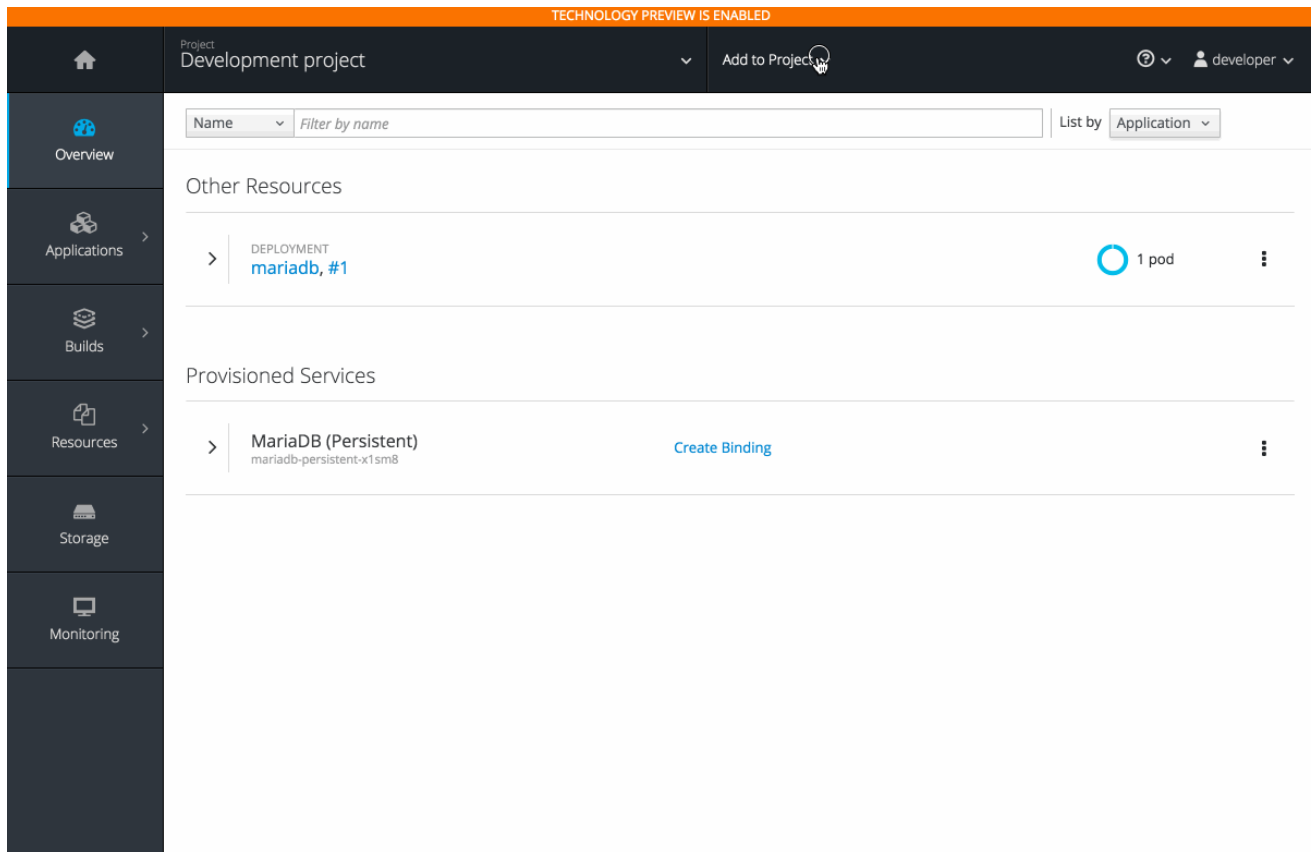 TECHNOLOGY PREVIEW IS ENABLED
Project
Development project
Add to Project
developer
Name
Filter by name
List by
Application
Overview
Applications
Builds
Resources
Storage
Monitoring
Other Resources
DEPLOYMENT
mariadb, #1
1 pod
Provisioned Services
MariaDB (Persistent)
mariadb-persistent-x1sm8
Create Binding